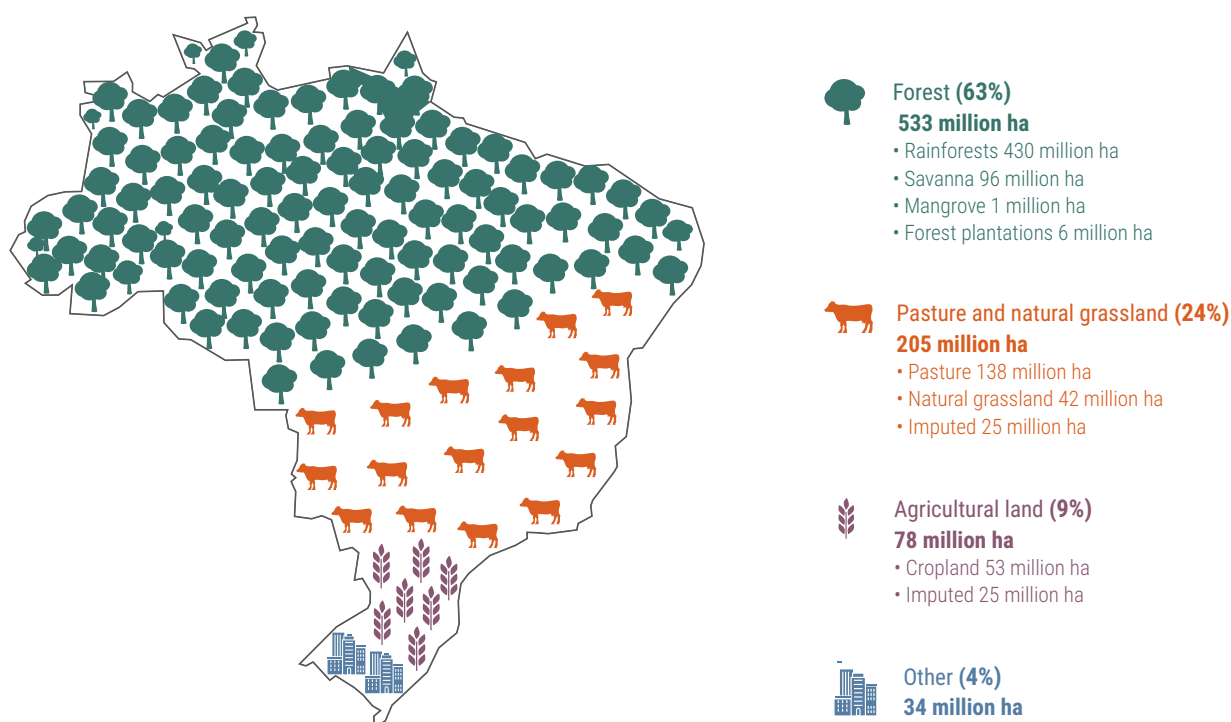 Forest (63%)
533 million ha
• Rainforests 430 million ha
• Savanna 96 million ha
• Mangrove 1 million ha
• Forest plantations 6 million ha
Pasture and natural grassland (24%)
205 million ha
• Pasture 138 million ha
• Natural grassland 42 million ha
• Imputed 25 million ha
Agricultural land (9%)
78 million ha
• Cropland 53 million ha
• Imputed 25 million ha
Other (4%)
34 million ha